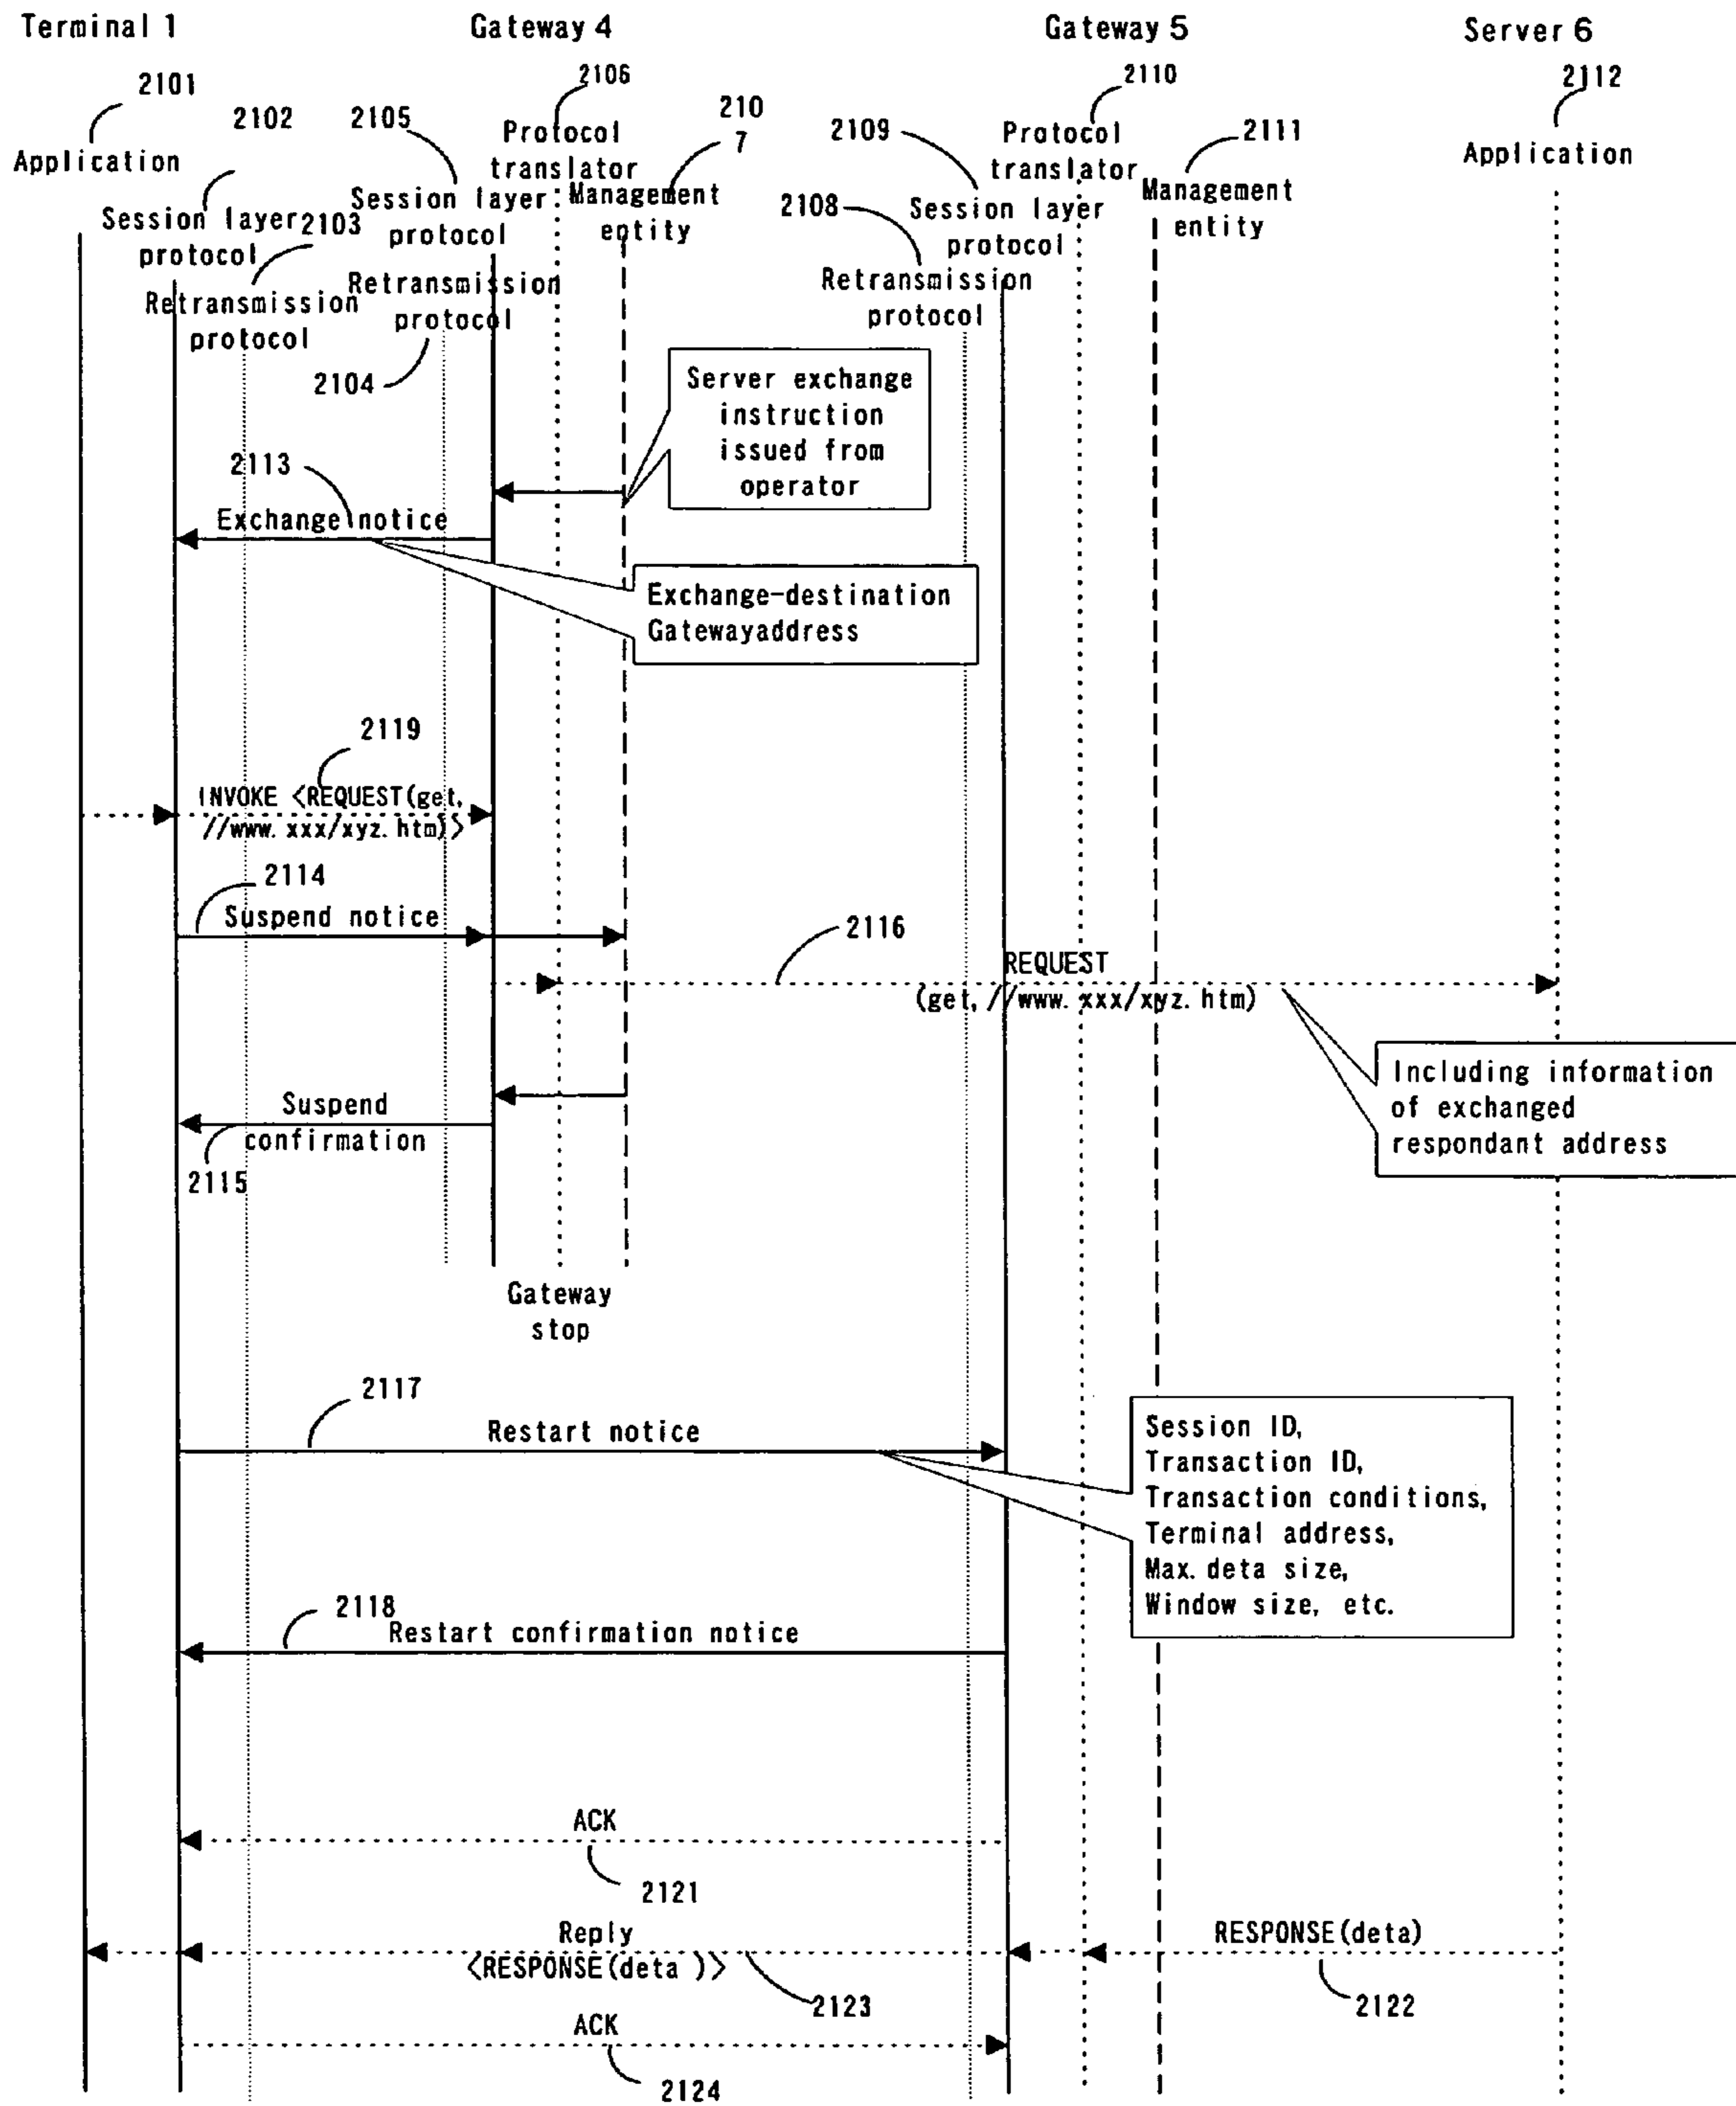 Terminal 1
Gateway 4
Gateway 5
Server 6
2101
2106
2110
2112
2102
2105
210
7
2109
2111
Application
Protocol
translator
Protocol
translator
Application
Session layer
protocol
2103
Session layer
protocol
Management
entity
2108
Session layer
protocol
Management
entity
Retransmission
protocol
Retransmission
protocol
Retransmission
protocol
2104
Server exchange
instruction
issued from
operator
2113
Exchange notice
Exchange-destination
Gatewayaddress
2119
INVOKE <REQUEST(get,
//www.xxx/xyz.htm)>
2114
Suspend notice
2116
REQUEST
(get, //www.xxx/xyz.htm)
Including information
of exchanged
respondant address
Suspend
confirmation
2115
Gateway
stop
2117
Restart notice
Session ID,
Transaction ID,
Transaction conditions,
Terminal address,
Max. deta size,
Window size, etc.
2118
Restart confirmation notice
ACK
2121
Reply
<RESPONSE(deta )>
RESPONSE(deta)
2123
2122
ACK
2124